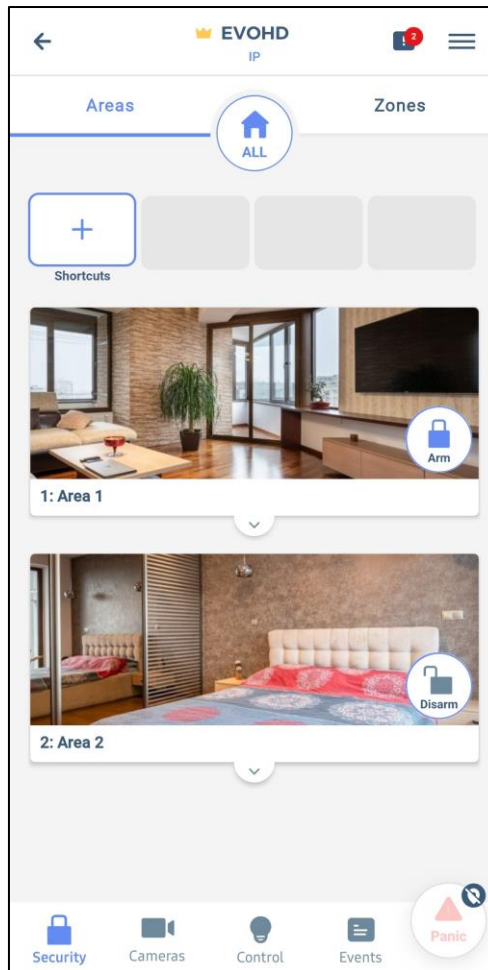 EVOHD
IP
2
Areas
Zones
ALL
Shortcuts
Arm
1: Area 1
Disarm
2: Area 2
Panic
Security
Cameras
Control
Events